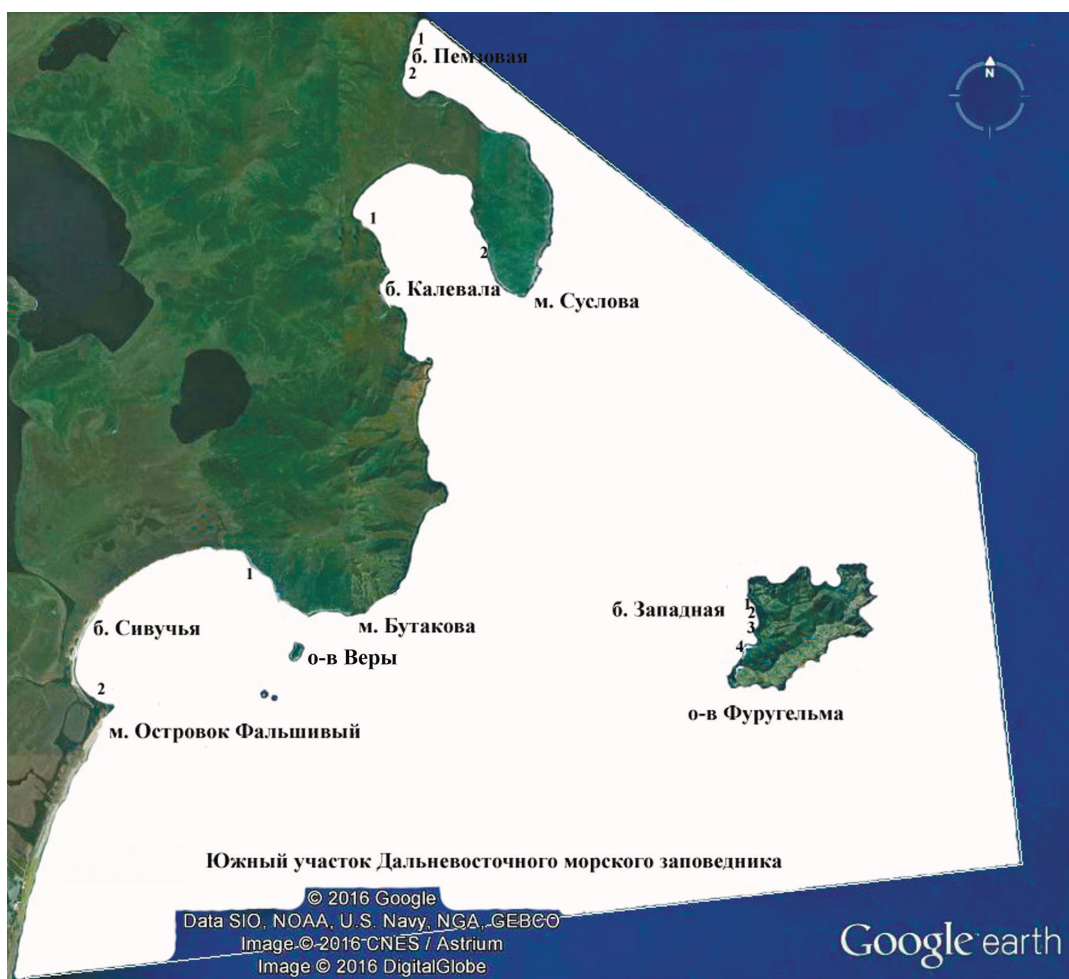 1
б. Пемзовая
2
N
1
2
б. Калевала
м. Суслова
1
б. Западная
1
2
3
4
б. Сивучья
м. Бутакова
о-в Веры
2
о-в Фуругельма
м. Островок Фальшивый
Южный участок Дальневосточного морского заповедника
© 2016 Google
Data SIO, NOAA, U.S. Navy, NGA, GEBCO
Image © 2016 CNES / Astrium
Image © 2016 DigitalGlobe
Google earth